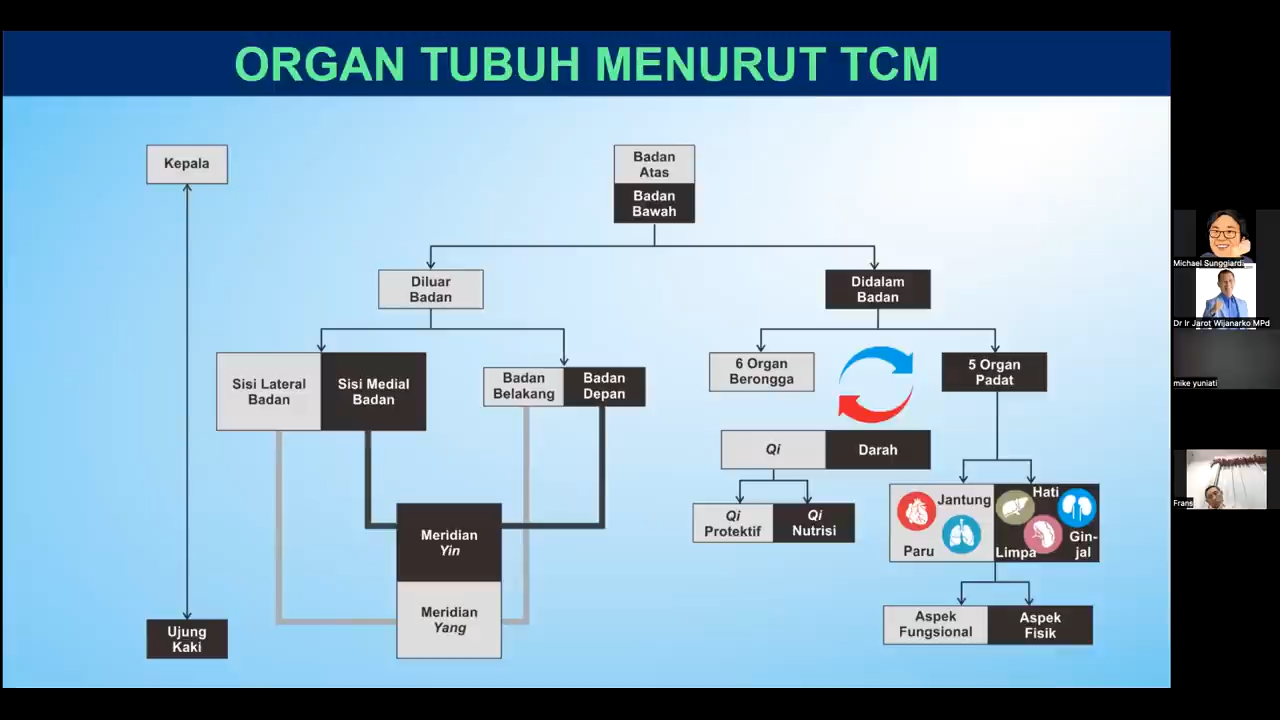 ORGAN TUBUH MENURUT TCM
Kepala
Badan
Atas
Badan
Bawah
Diluar
Badan
Didalam
Badan
Sisi Lateral
Badan
Sisi Medial
Badan
Badan
Belakang
Badan
Depan
6 Organ
Berongga
5 Organ
Padat
Qi
Darah
Qi
Protektif
Qi
Nutrisi
Jantung
Paru
Hati
Limpa
Gin-
jal
Meridian
Yin
Meridian
Yang
Aspek
Fungsional
Aspek
Fisik
Ujung
Kaki
Michael Sunggiardi
Dr Ir Jarot Wijanarko MPd
mike yuniati
Frans